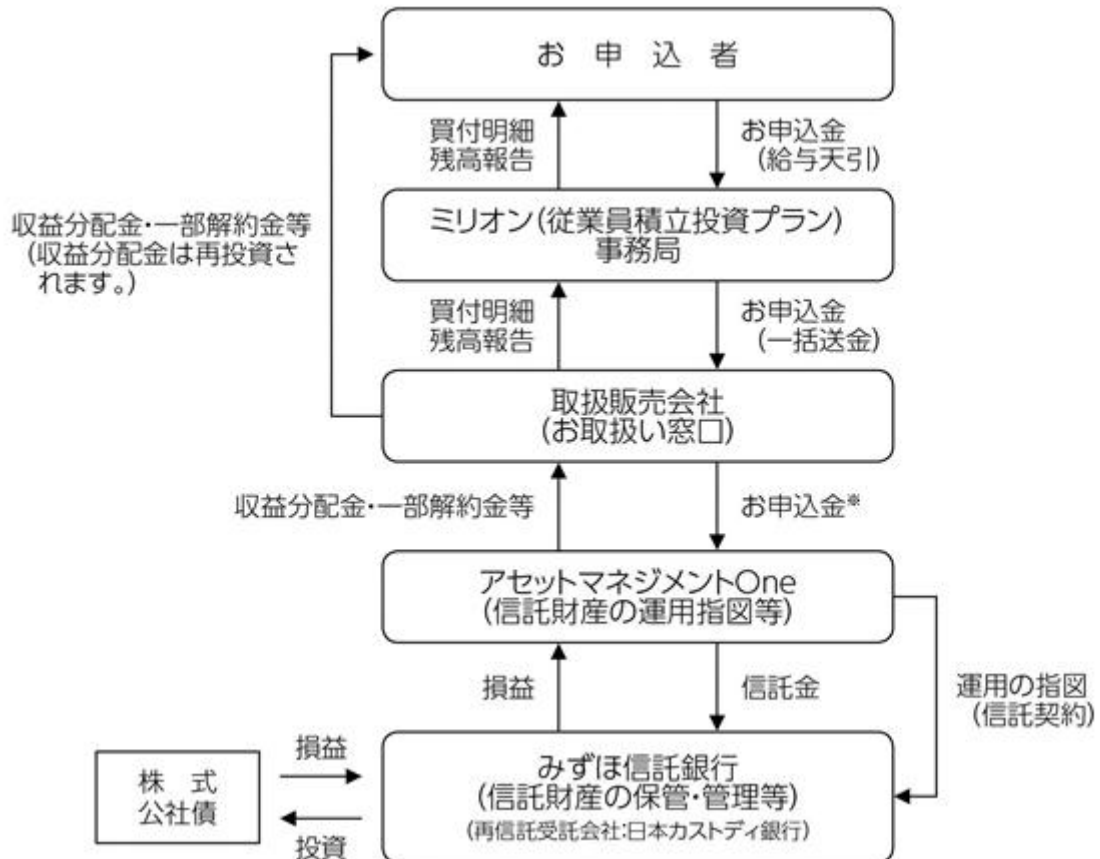 お 申 込 者
買付明細
残高報告
お申込金
(給与天引)
収益分配金・一部解約金等
(収益分配金は再投資さ
れます。)
ミリオン(従業員積立投資プラン)
事務局
買付明細
残高報告
お申込金
(一括送金)
取扱販売会社
(お取扱い窓口)
収益分配金・一部解約金等
お申込金※
アセットマネジメントOne
(信託財産の運用指図等)
損益
信託金
運用の指図
(信託契約)
みずほ信託銀行
(信託財産の保管・管理等)
(再信託受託会社:日本カストディ銀行)
損益
株 式
公社債
投資